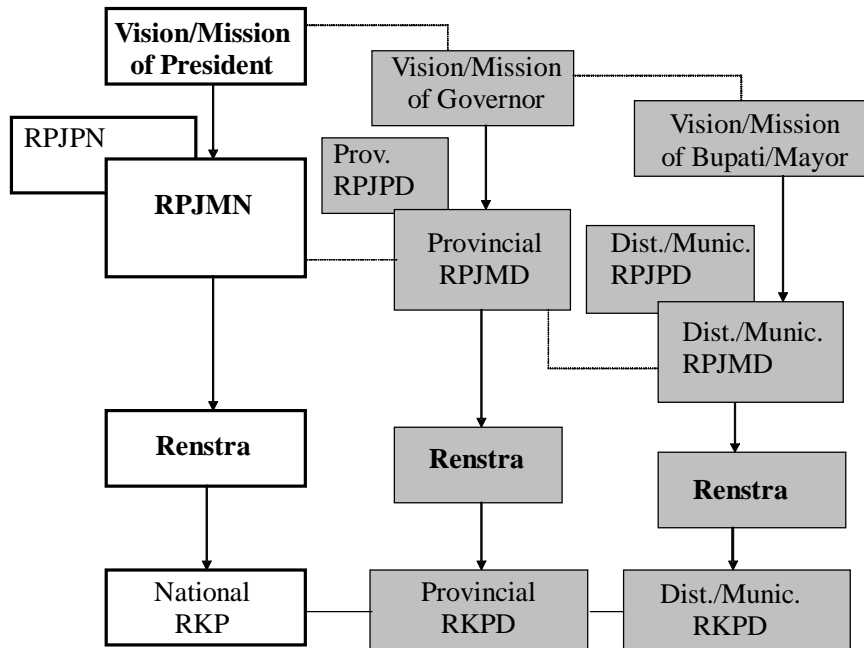 Vision/Mission
of President
Vision/Mission
of Governor
Vision/Mission
of Bupati/Mayor
RPJPN
RPJMN
Prov.
RPJPD
Provincial
RPJMD
Dist./Munic.
RPJPD
Dist./Munic.
RPJMD
Renstra
Renstra
Renstra
National
RKP
Provincial
RKPD
Dist./Munic.
RKPD